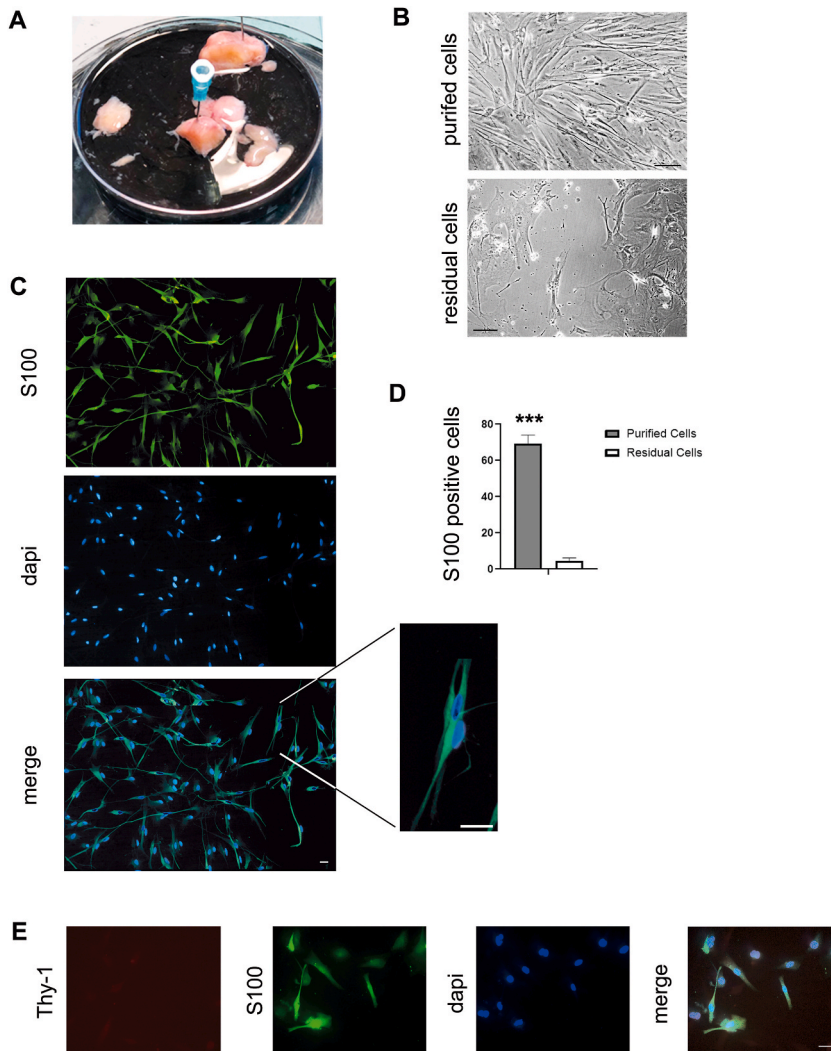 A
B
purifed cells
residual cells
C
S100
dapi
merge
D
***
80
60
40
20
0
S100 positive cells
Purified Cells
Residual Cells
E
Thy-1
S100
dapi
merge